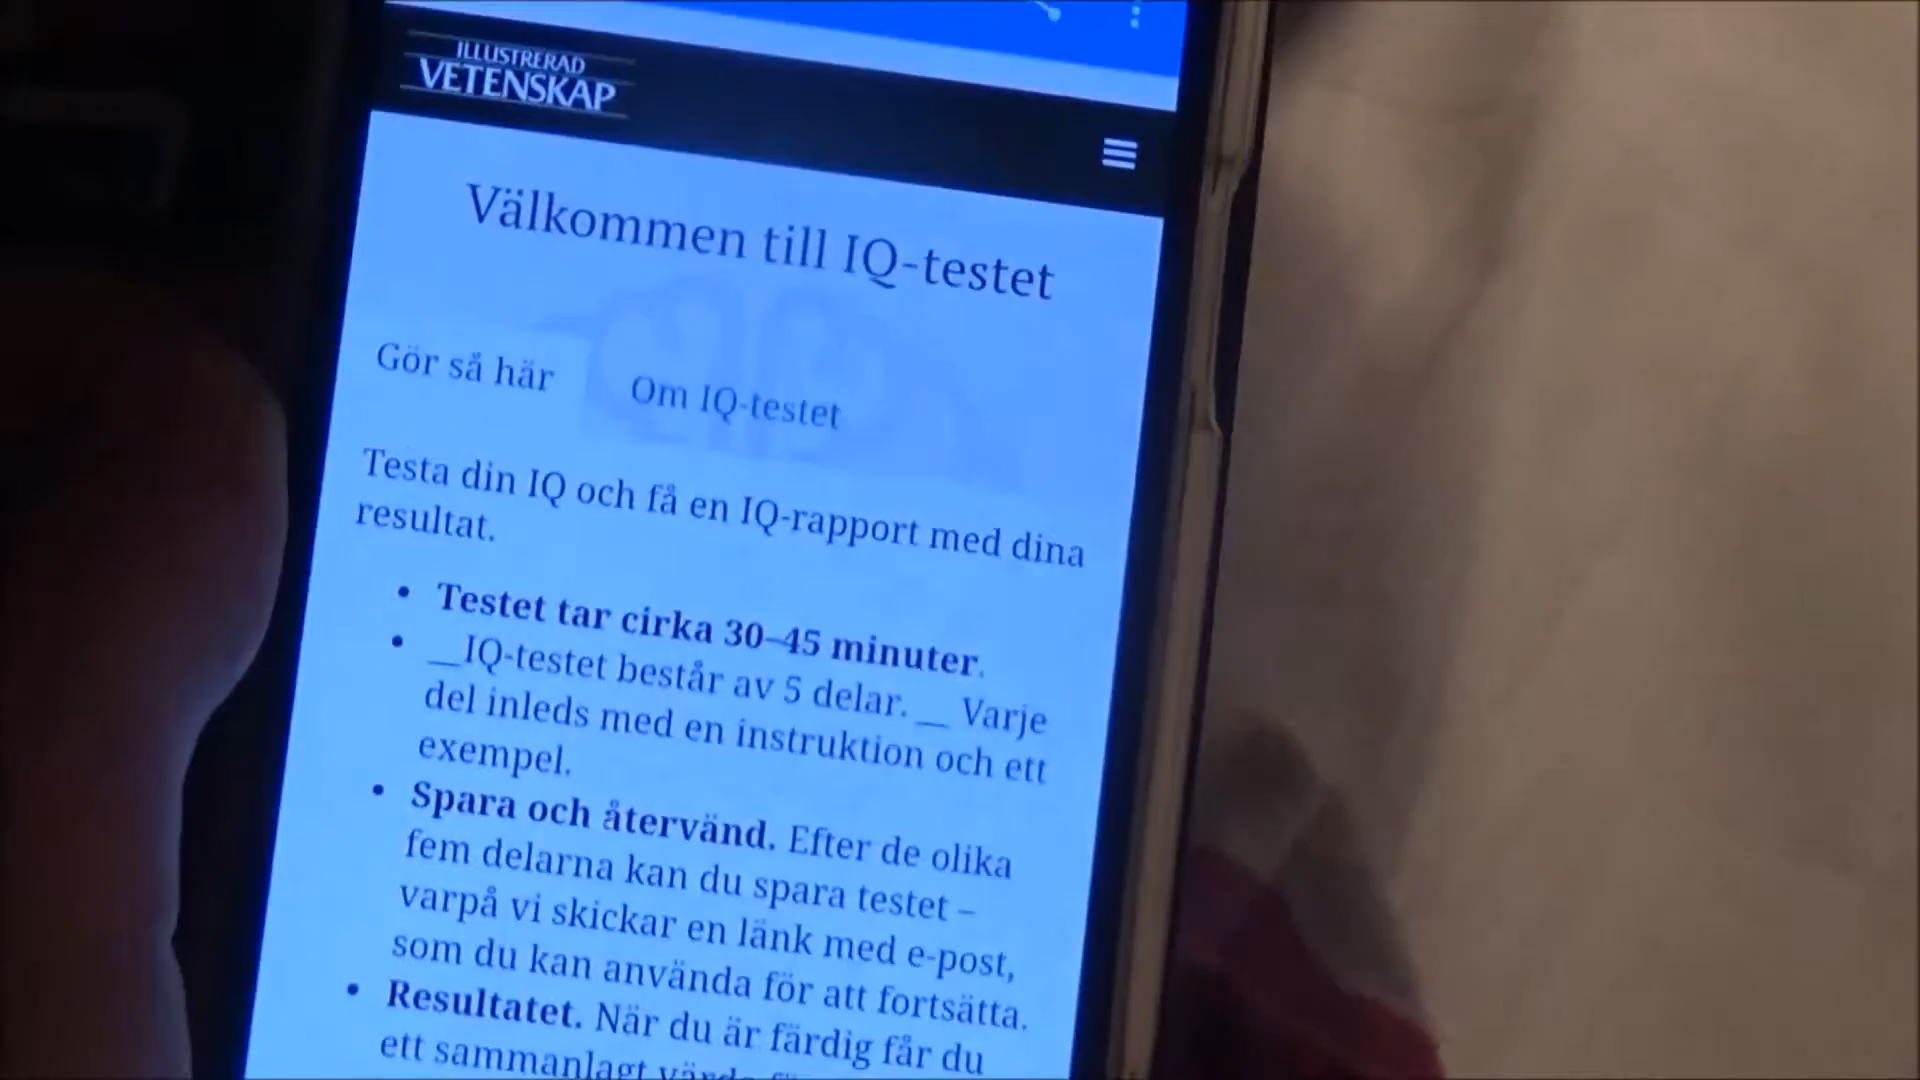 ILLUSTRERAD
VETENSKAP
Välkommen till IQ-testet
Gör så här
Om IQ-testet
Testa din IQ och få en IQ-rapport med dina
resultat.
• Testet tar cirka 30–45 minuter.
• __IQ-testet består av 5 delar. __ Varje
del inleds med en instruktion och ett
exempel.
• Spara och återvänd. Efter de olika
fem delarna kan du spara testet –
varpå vi skickar en länk med e-post,
som du kan använda för att fortsätta.
• Resultatet. När du är färdig får du
ett sammanlagt värde